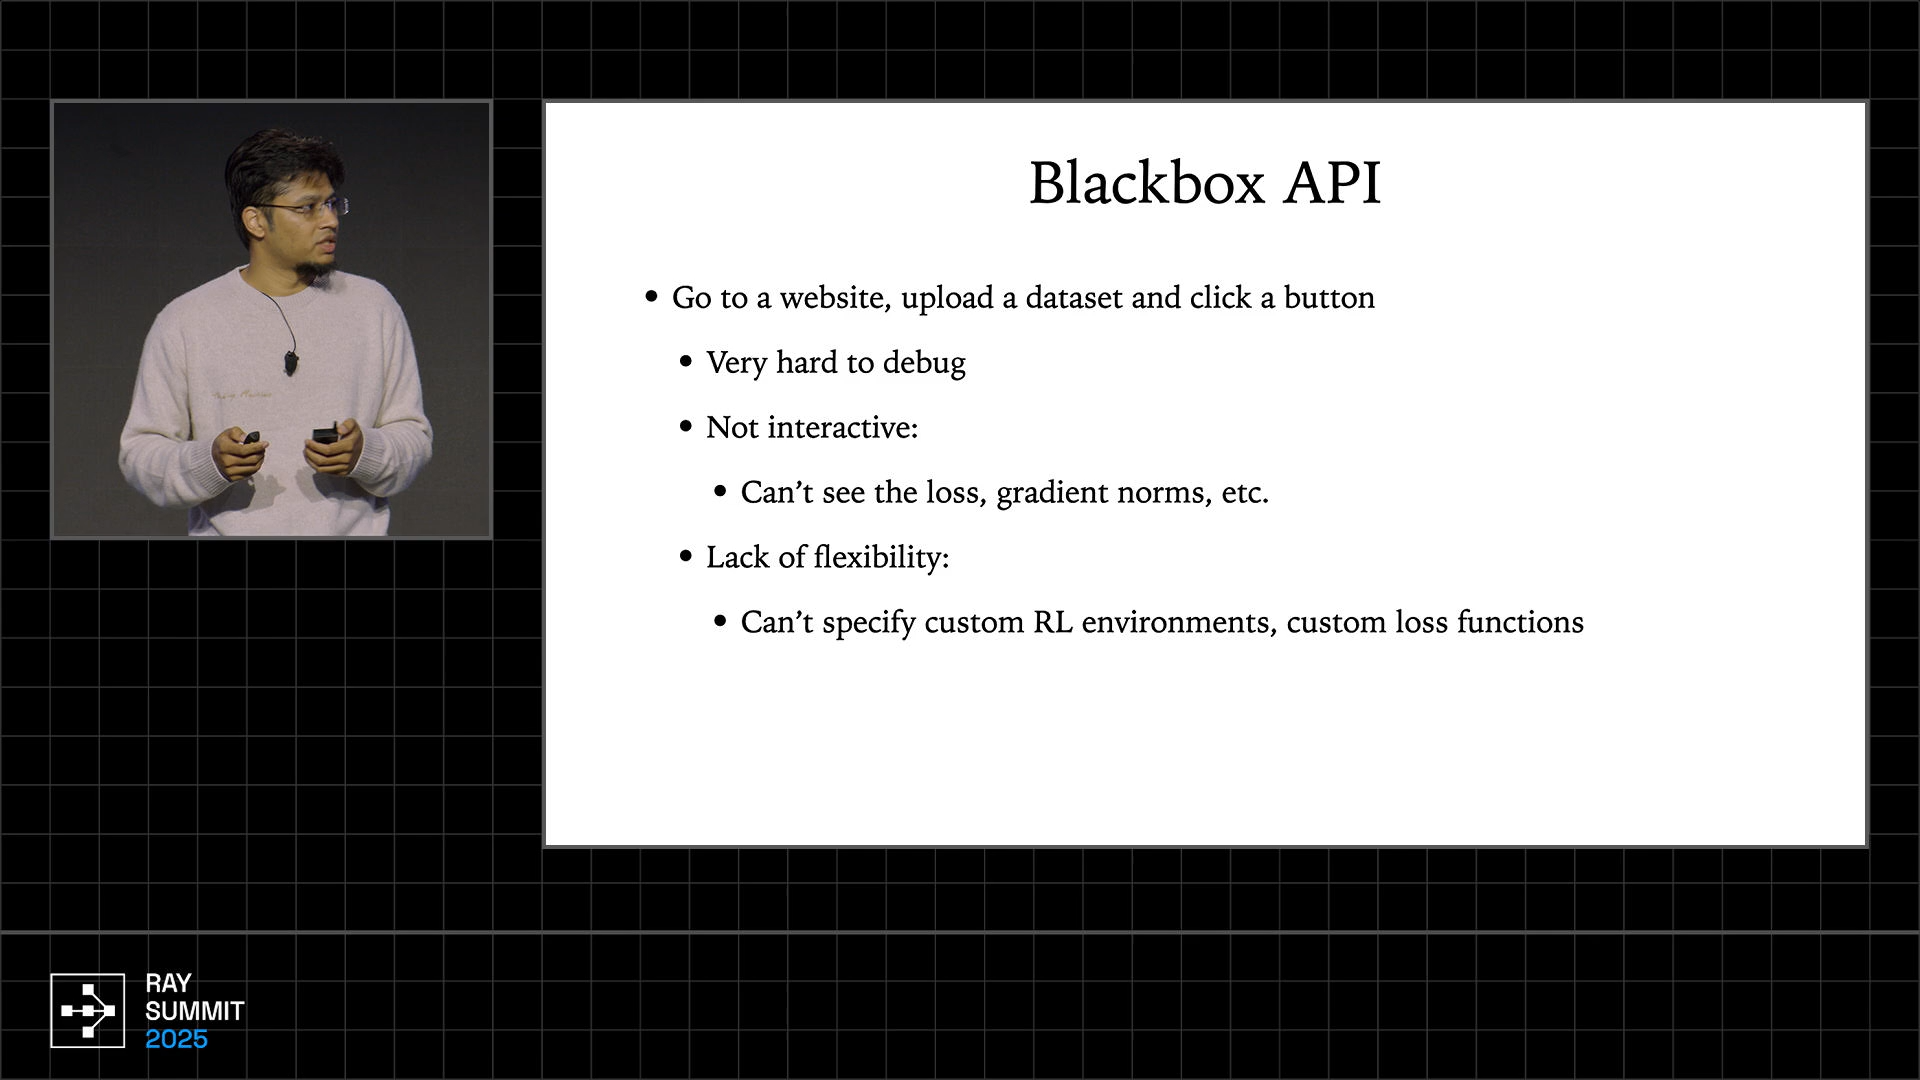 Blackbox API
• Go to a website, upload a dataset and click a button
• Very hard to debug
• Not interactive:
• Can’t see the loss, gradient norms, etc.
• Lack of flexibility:
• Can’t specify custom RL environments, custom loss functions
RAY
SUMMIT
2025